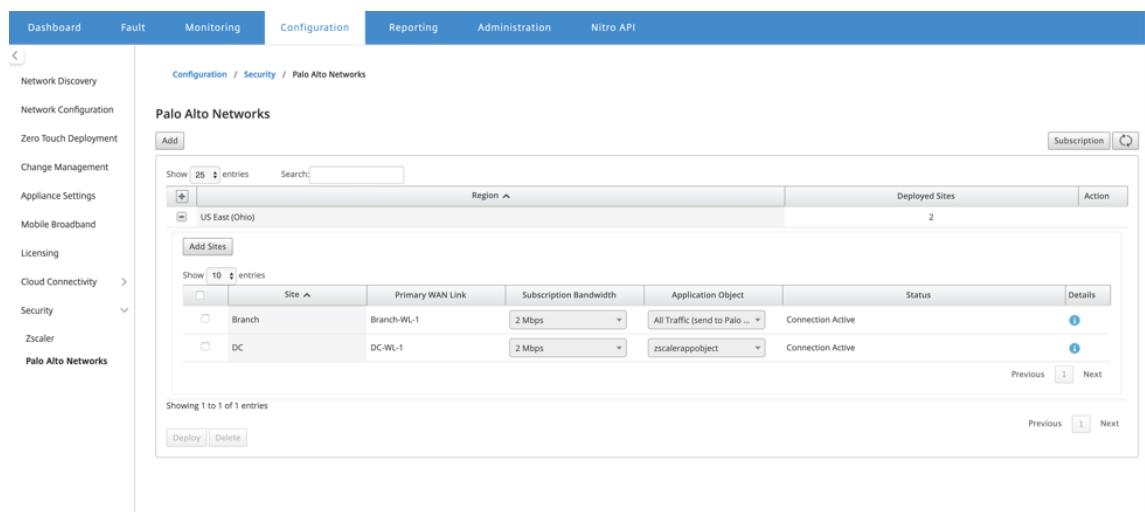 Dashboard Fault Monitoring Configuration Reporting Administration Nitro API
Network Discovery
Network Configuration
Zero Touch Deployment
Change Management
Appliance Settings
Mobile Broadband
Licensing
Cloud Connectivity
Security
Zscaler
Palo Alto Networks
Configuration / Security / Palo Alto Networks
Palo Alto Networks
Add Subscription
Show 25 entries Search:
Region Deployed Sites Action
US East (Ohio) 2
Add Sites
Show 10 entries
Site Primary WAN Link Subscription Bandwidth Application Object Status Details
Branch Branch-WL-1 2 Mbps All Traffic (send to Palo ... Connection Active
DC DC-WL-1 2 Mbps zscalerappobject Connection Active
Previous 1 Next
Showing 1 to 1 of 1 entries
Previous 1 Next
Deploy Delete